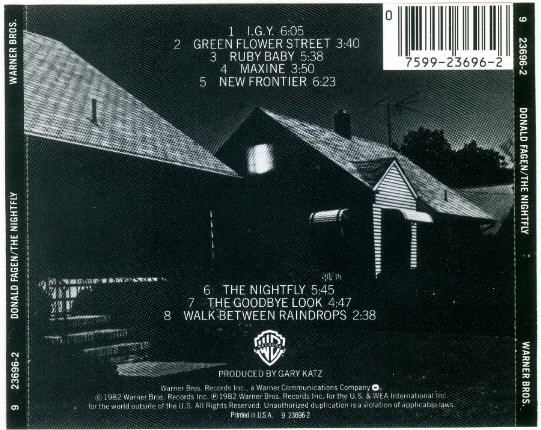 1 I.G.Y. 6:05
2 GREEN FLOWER STREET 3:40
3 RUBY BABY 5:38
4 MAXINE 3:50
5 NEW FRONTIER 6:23
0
7599-23696-2
WARNER BROS.
DONALD FAGEN/THE NIGHTFLY
9 23696-2
9 23696-2
DONALD FAGEN/THE NIGHTFLY
WARNER BROS.
6 THE NIGHTFLY 5:45
7 THE GOODBYE LOOK 4:47
8 WALK BETWEEN RAINDROPS 2:38
PRODUCED BY GARY KATZ
Warner Bros. Records Inc., a Warner Communications Company
© 1982 Warner Bros. Records Inc. ℗ 1982 Warner Bros. Records Inc. for the U.S. & WEA International Inc.
for the world outside of the U.S. All Rights Reserved. Unauthorized duplication is a violation of applicable laws.
Printed in U.S.A. 9 23696-2